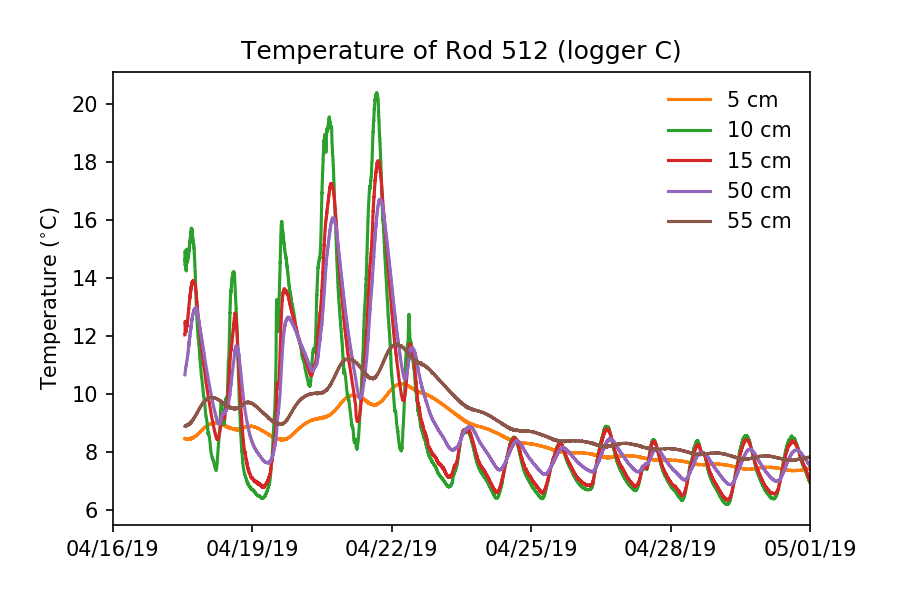 Temperature of Rod 512 (logger C)
5 cm
10 cm
15 cm
50 cm
55 cm
Temperature (°C)
20
18
16
14
12
10
8
6
04/16/19 04/19/19 04/22/19 04/25/19 04/28/19 05/01/19